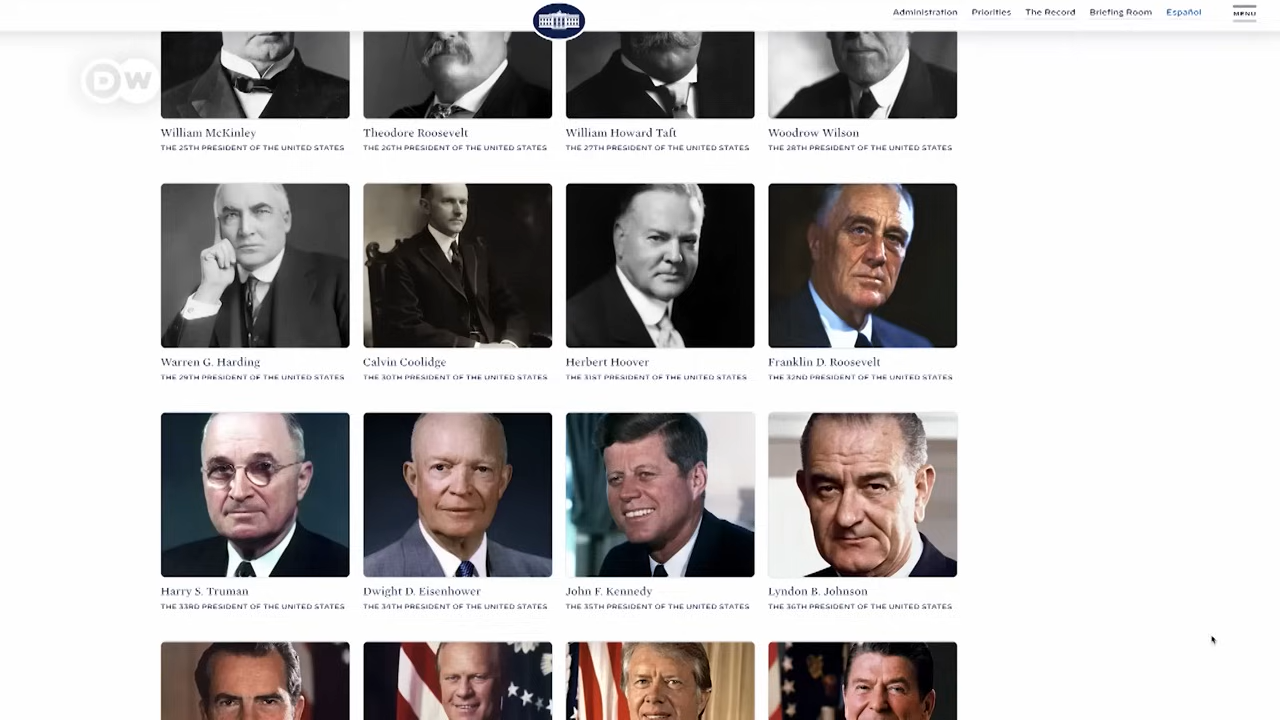 Administration Priorities The Record Briefing Room Español MENU
DW
William McKinley Theodore Roosevelt William Howard Taft Woodrow Wilson
THE 25TH PRESIDENT OF THE UNITED STATES THE 26TH PRESIDENT OF THE UNITED STATES THE 27TH PRESIDENT OF THE UNITED STATES THE 28TH PRESIDENT OF THE UNITED STATES
Warren G. Harding Calvin Coolidge Herbert Hoover Franklin D. Roosevelt
THE 29TH PRESIDENT OF THE UNITED STATES THE 30TH PRESIDENT OF THE UNITED STATES THE 31ST PRESIDENT OF THE UNITED STATES THE 32ND PRESIDENT OF THE UNITED STATES
Harry S. Truman Dwight D. Eisenhower John F. Kennedy Lyndon B. Johnson
THE 33RD PRESIDENT OF THE UNITED STATES THE 34TH PRESIDENT OF THE UNITED STATES THE 35TH PRESIDENT OF THE UNITED STATES THE 36TH PRESIDENT OF THE UNITED STATES